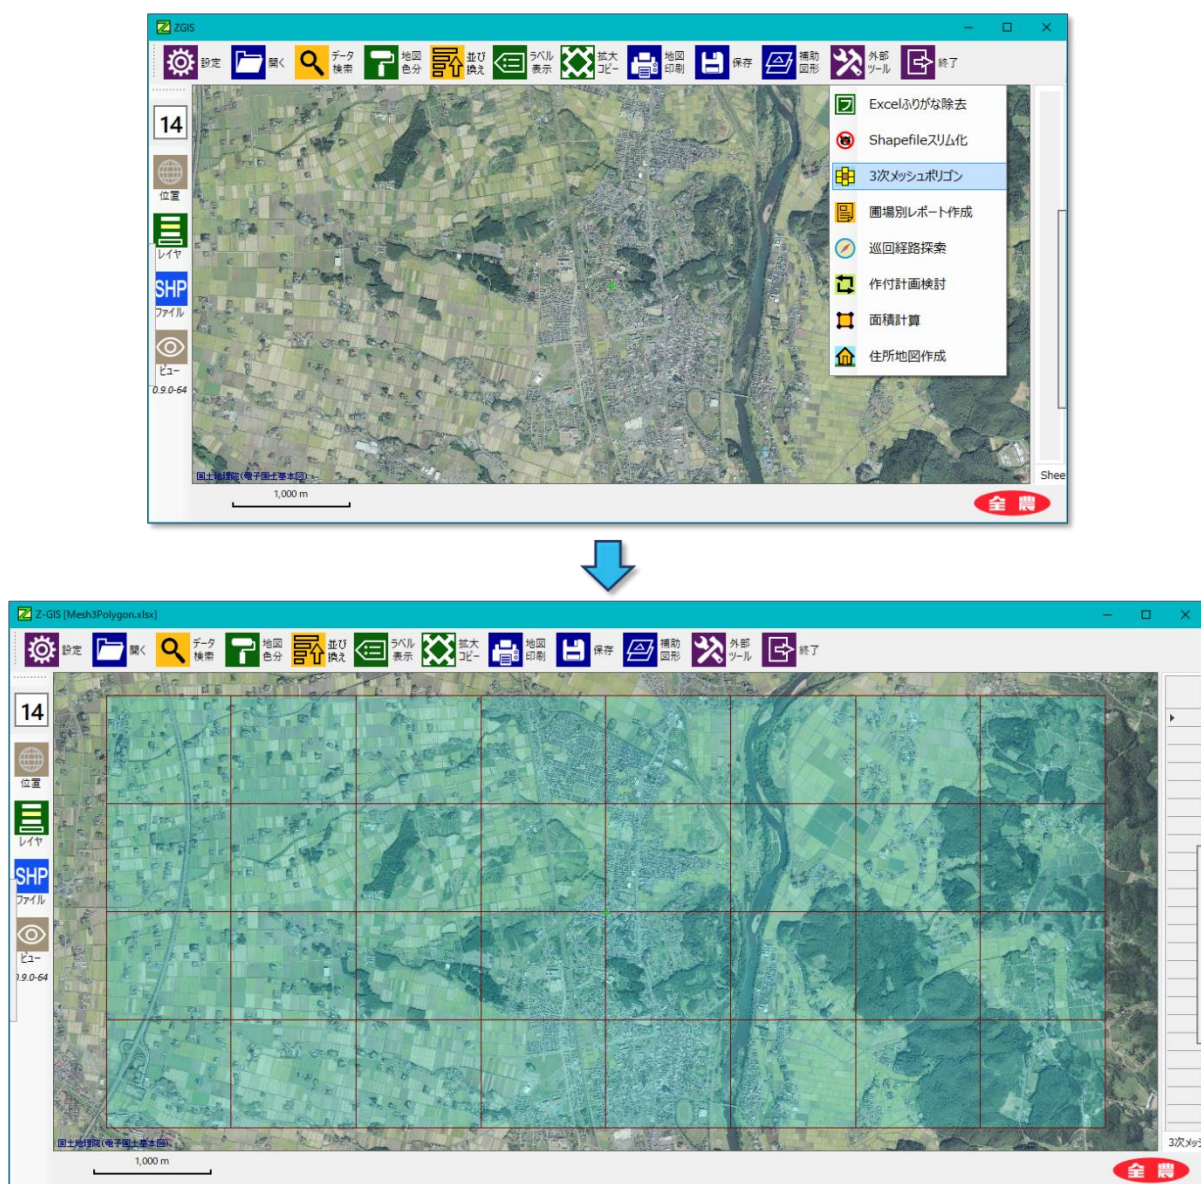 ZGIS
設定 開く データ検索 地図色分 並び換え ラベル表示 拡大コピー 地図印刷 保存 補助図形 外部ツール 終了
14
位置
レイヤ
SHP
ファイル
ビュー
0.9.0-64
Excelふりがな除去
Shapefileスリム化
3次メッシュポリゴン
圃場別レポート作成
巡回経路探索
作付計画検討
面積計算
住所地図作成
国土地理院(電子国土基本図)
Shee
1,000 m
全農
Z-GIS [Mesh3Polygon.xlsx]
設定 開く データ検索 地図色分 並び換え ラベル表示 拡大コピー 地図印刷 保存 補助図形 外部ツール 終了
14
位置
レイヤ
SHP
ファイル
ビュー
.9.0-64
国土地理院(電子国土基本図)
3次メッシ
1,000 m
全農